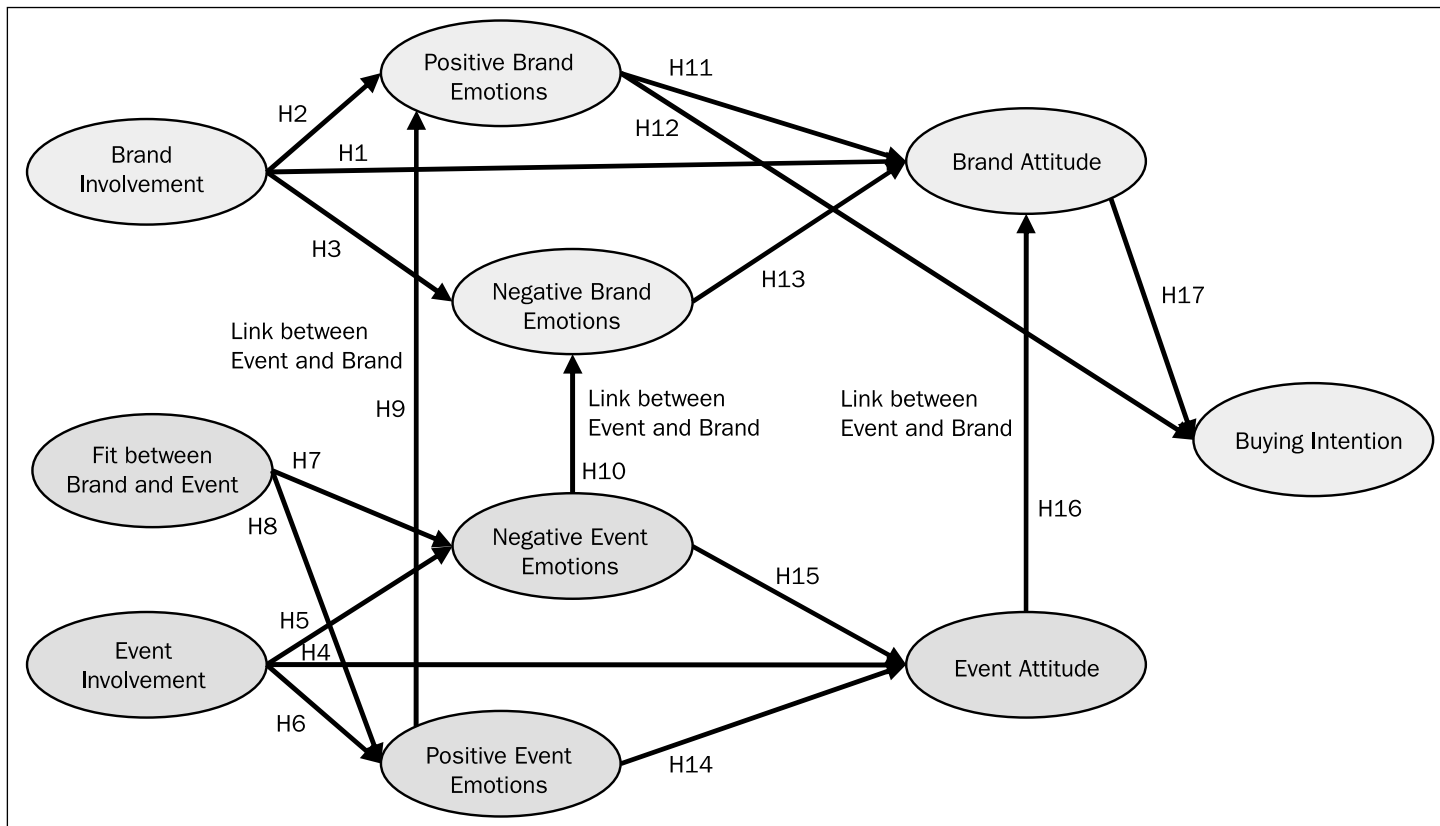 Positive Brand
Emotions
H11
H2
H12
Brand
Involvement
H1
Brand Attitude
H3
Negative Brand
Emotions
H13
H17
Link between
Event and Brand
Link between
Event and Brand
Link between
Event and Brand
H9
Buying Intention
Fit between
Brand and Event
H7
H10
H8
Negative Event
Emotions
H16
H15
H5
Event
Involvement
H4
Event Attitude
H6
Positive Event
Emotions
H14